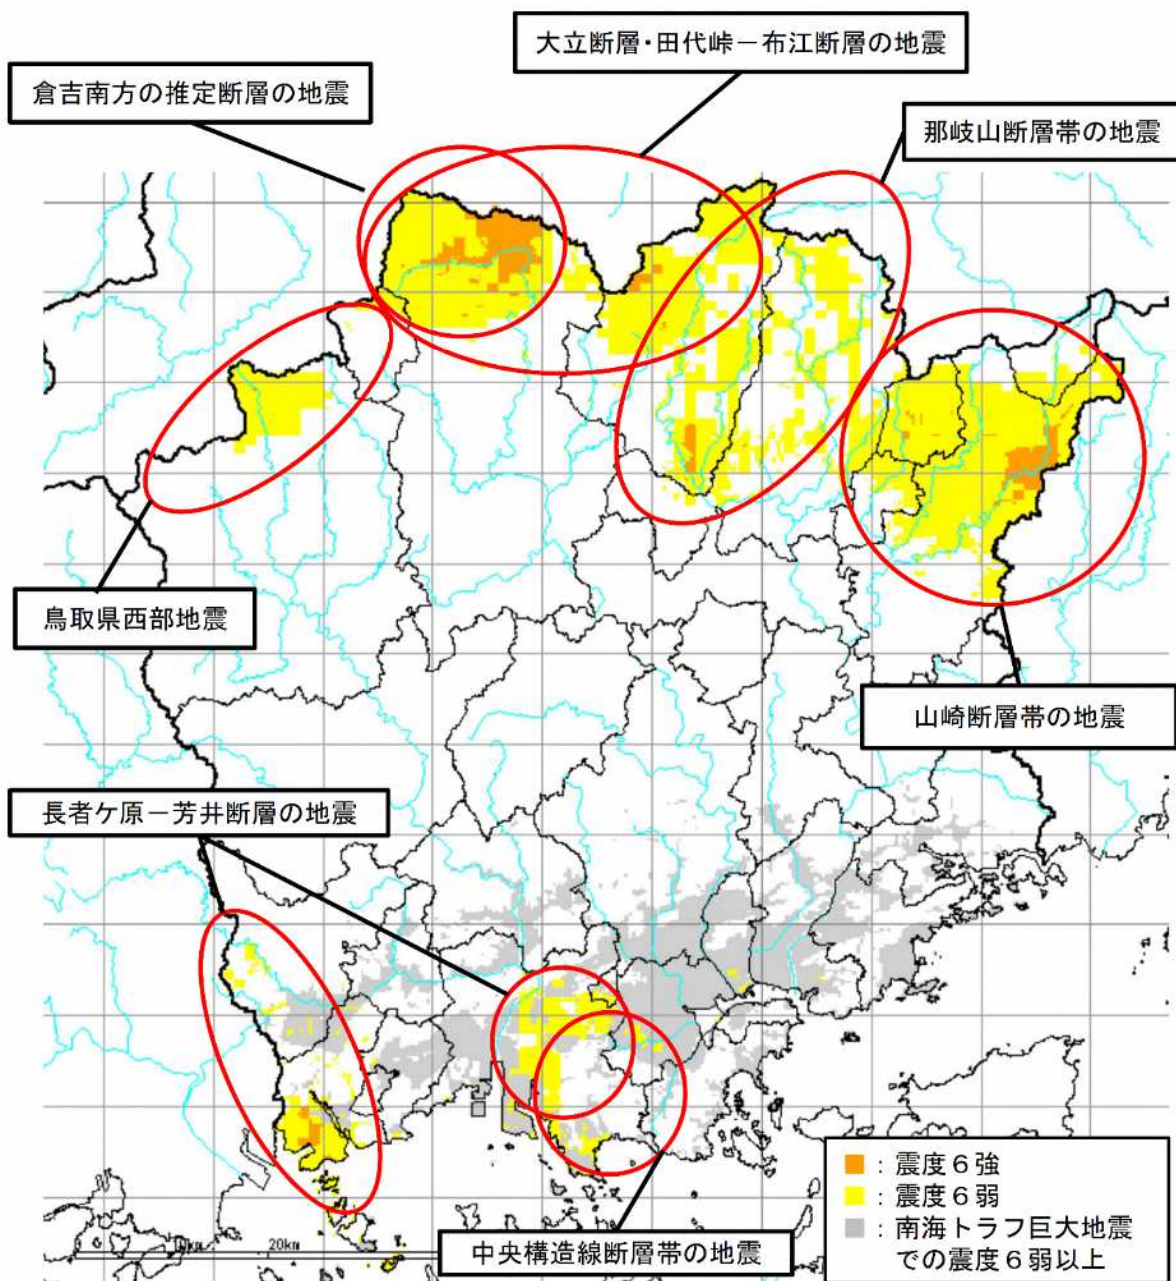 大立断層・田代峠－布江断層の地震
倉吉南方の推定断層の地震
那岐山断層帯の地震
鳥取県西部地震
山崎断層帯の地震
長者ケ原－芳井断層の地震
■：震度６強
■：震度６弱
■：南海トラフ巨大地震
での震度６弱以上
20km
中央構造線断層帯の地震